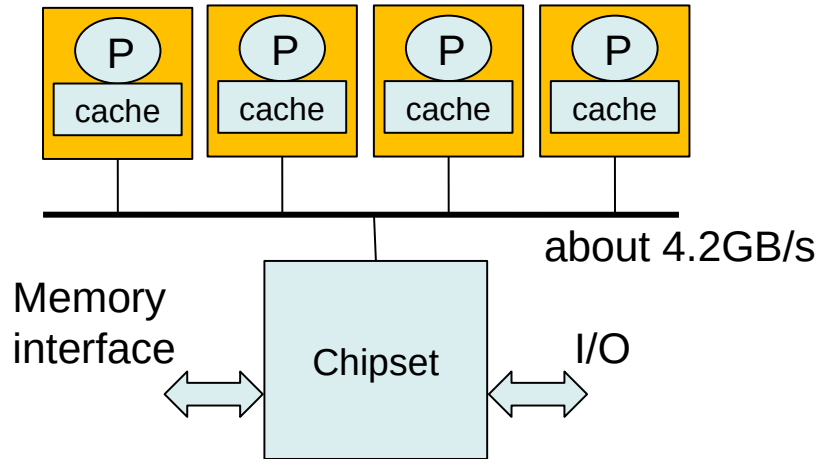 P
P
P
P
cache
cache
cache
cache
about 4.2GB/s
Memory
interface
Chipset
I/O